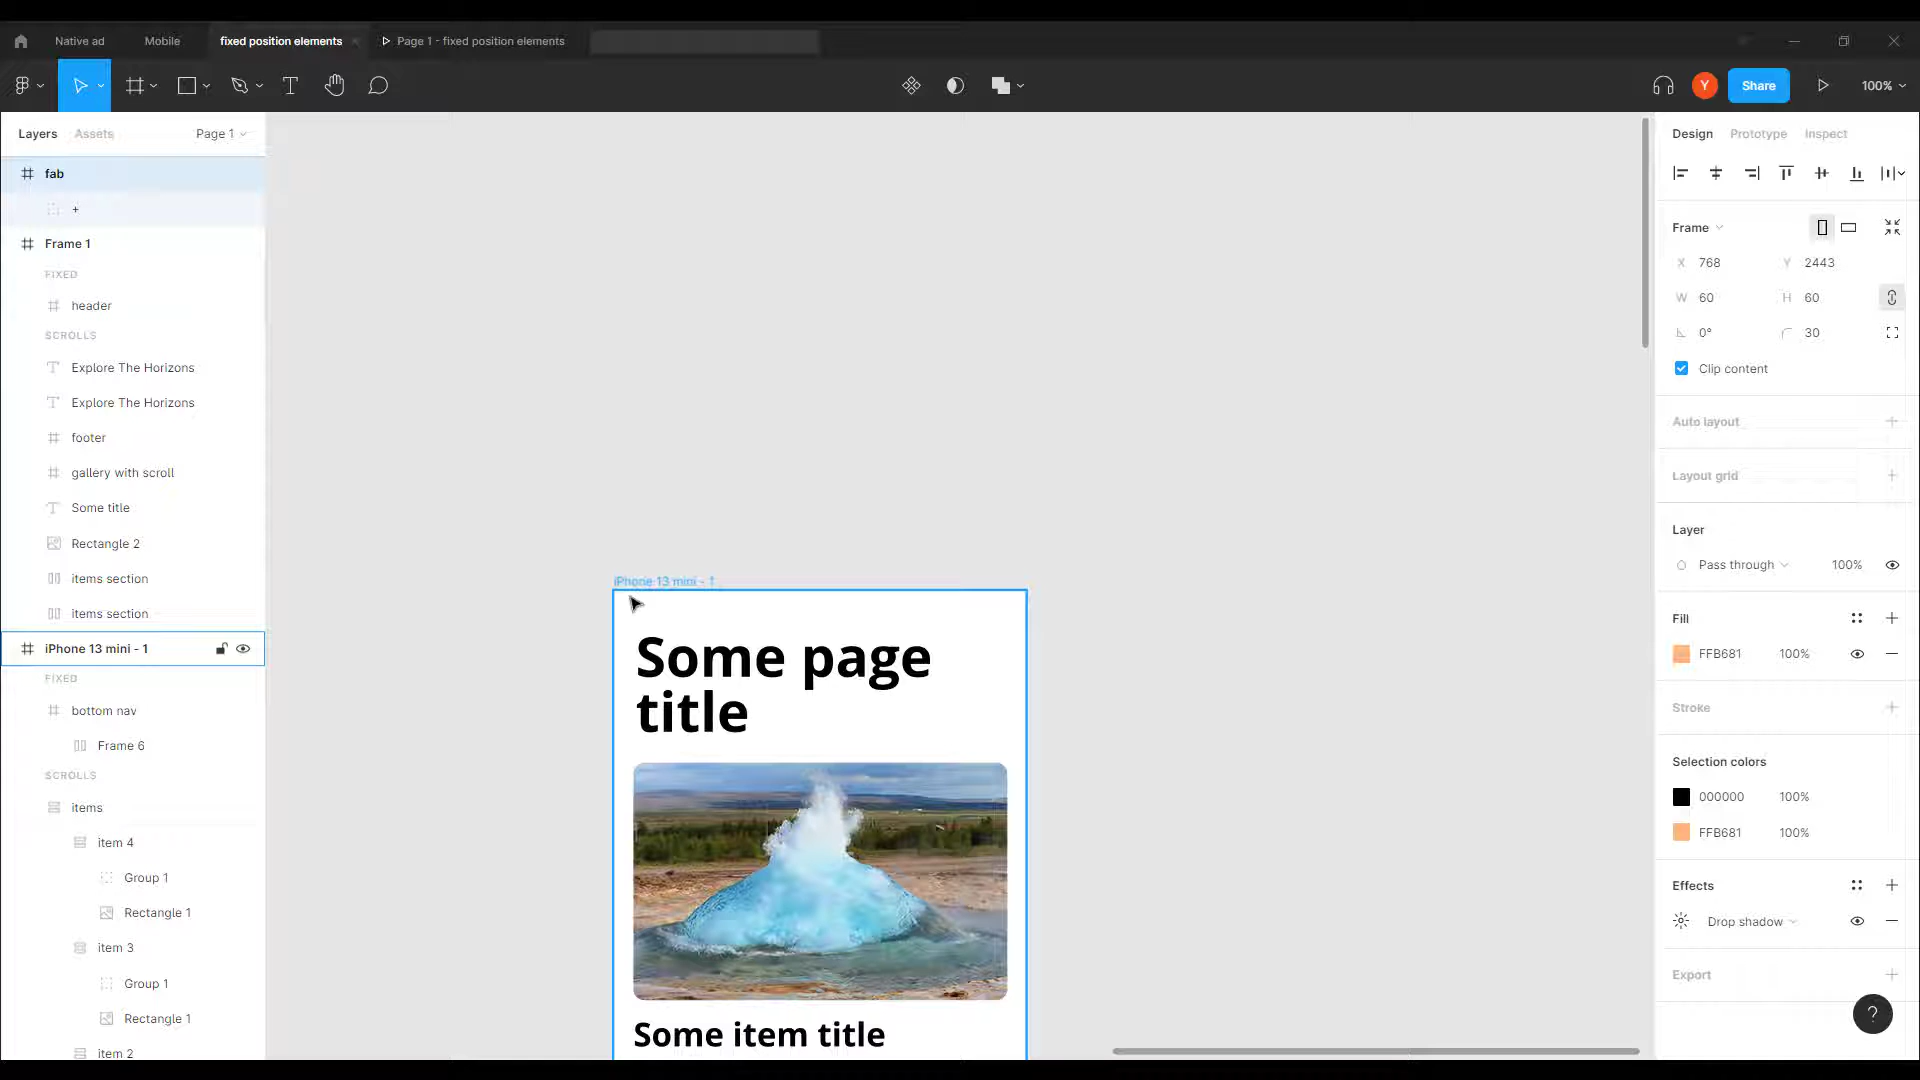 Native ad
Mobile
fixed position elements
Page 1 - fixed position elements
Y
Share
100%
Layers
Assets
Page 1
fab
+
Frame 1
FIXED
header
SCROLLS
Explore The Horizons
Explore The Horizons
footer
gallery with scroll
Some title
Rectangle 2
items section
items section
iPhone 13 mini - 1
FIXED
bottom nav
Frame 6
SCROLLS
items
item 4
Group 1
Rectangle 1
item 3
Group 1
Rectangle 1
item 2
iPhone 13 mini - 1
Some page
title
Some item title
Design
Prototype
Inspect
Frame
X 768
Y 2443
W 60
H 60
0°
30
Clip content
Auto layout
Layout grid
Layer
Pass through
100%
Fill
FFB681
100%
Stroke
Selection colors
000000
100%
FFB681
100%
Effects
Drop shadow
Export
?